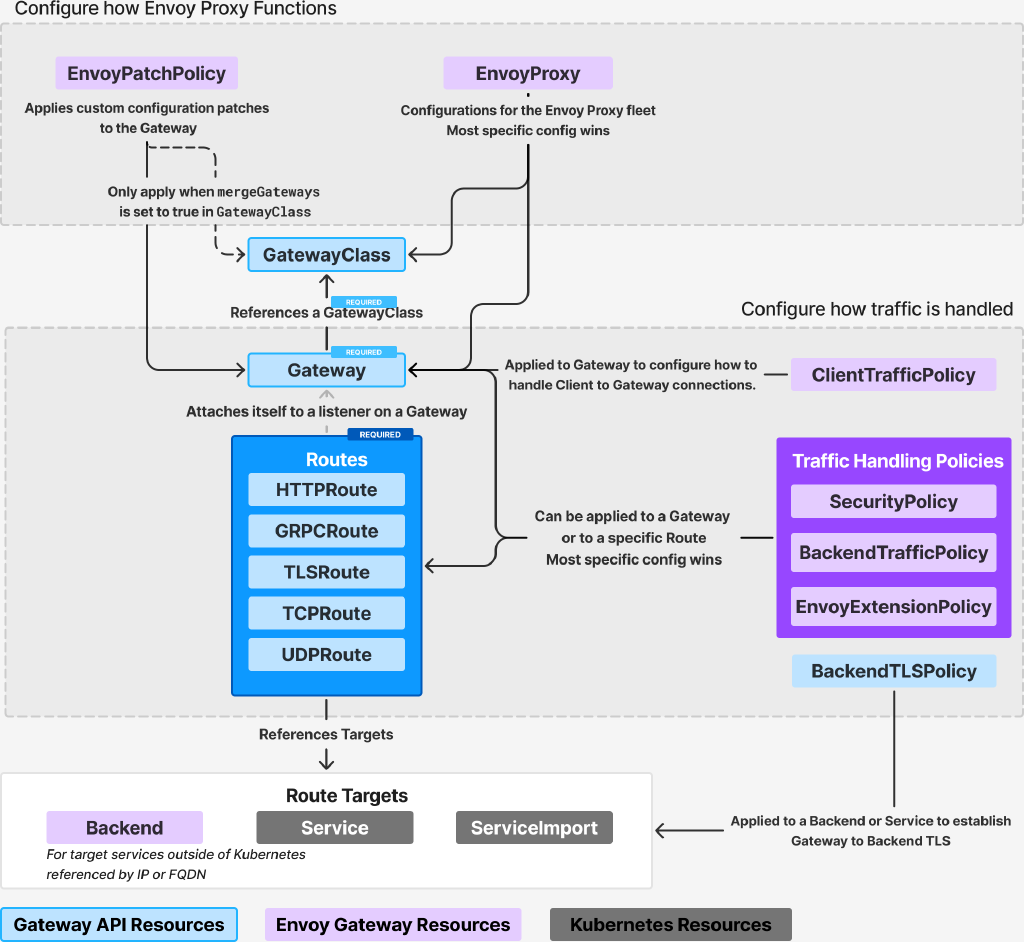 Configure how Envoy Proxy Functions
EnvoyPatchPolicy
Applies custom configuration patches
to the Gateway
Only apply when mergeGateways
is set to true in GatewayClass
EnvoyProxy
Configurations for the Envoy Proxy fleet
Most specific config wins
GatewayClass
REQUIRED
References a GatewayClass
Configure how traffic is handled
REQUIRED
Gateway
Applied to Gateway to configure how to
handle Client to Gateway connections.
ClientTrafficPolicy
Attaches itself to a listener on a Gateway
REQUIRED
Routes
HTTPRoute
GRPCRoute
TLSRoute
TCPRoute
UDPRoute
Can be applied to a Gateway
or to a specific Route
Most specific config wins
Traffic Handling Policies
SecurityPolicy
BackendTrafficPolicy
EnvoyExtensionPolicy
BackendTLSPolicy
References Targets
Route Targets
Backend
Service
ServiceImport
For target services outside of Kubernetes
referenced by IP or FQDN
Applied to a Backend or Service to establish
Gateway to Backend TLS
Gateway API Resources
Envoy Gateway Resources
Kubernetes Resources